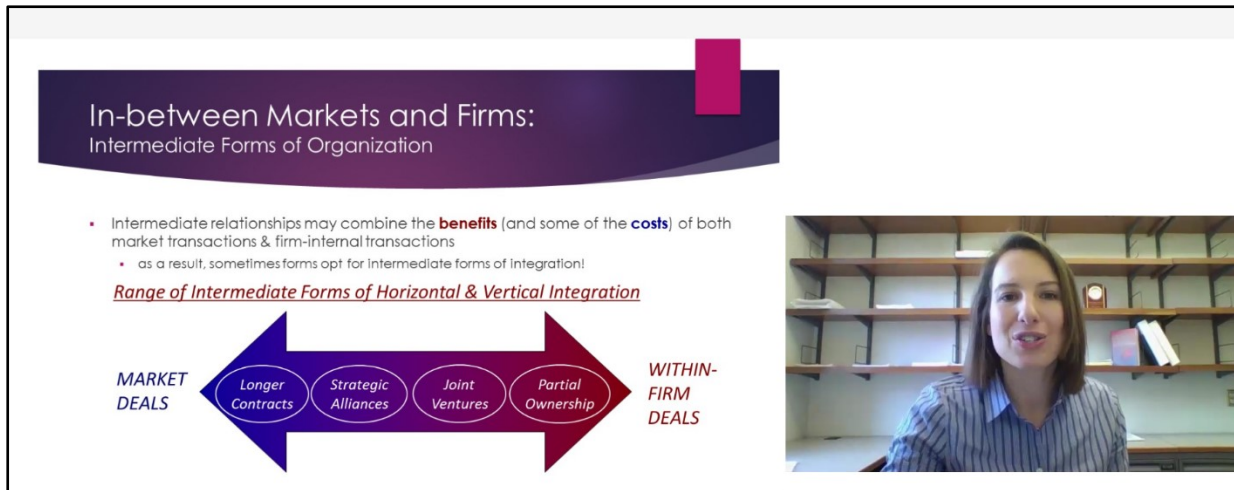 In-between Markets and Firms:
Intermediate Forms of Organization
Intermediate relationships may combine the benefits (and some of the costs) of both
market transactions & firm-internal transactions
as a result, sometimes forms opt for intermediate forms of integration!
Range of Intermediate Forms of Horizontal & Vertical Integration
MARKET
DEALS
Longer
Contracts
Strategic
Alliances
Joint
Ventures
Partial
Ownership
WITHIN-
FIRM
DEALS